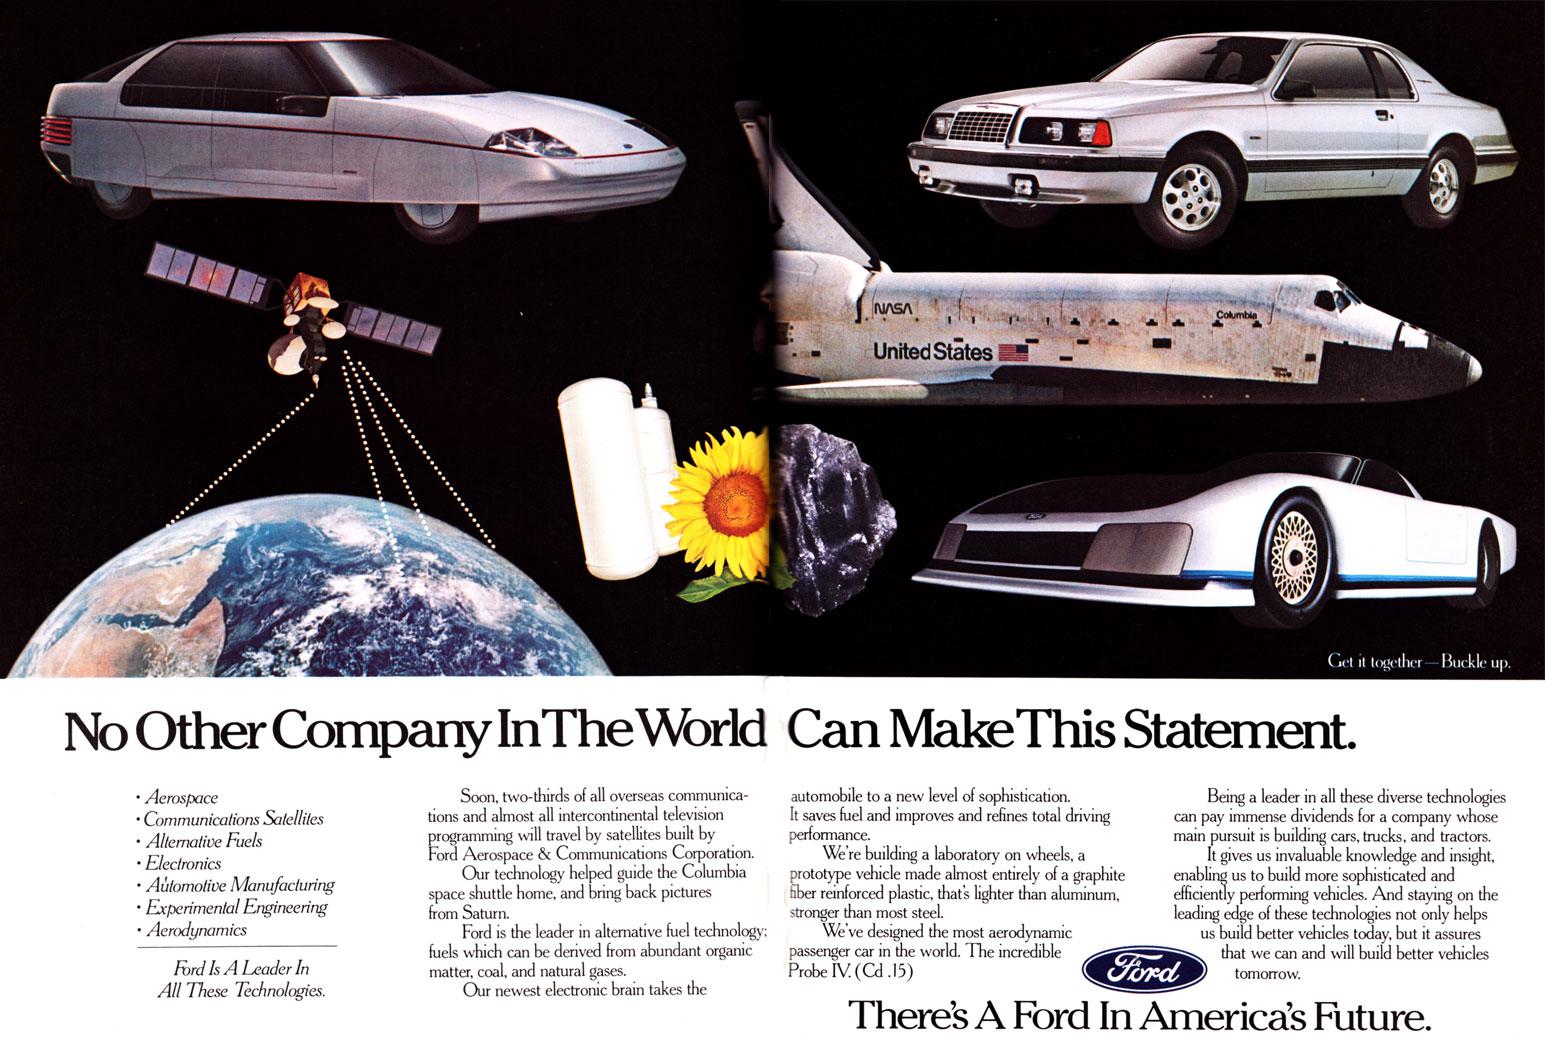 NASA
Columbia
United States
Get it together—Buckle up.
No Other Company In The World Can Make This Statement.
• Aerospace
• Communications Satellites
• Alternative Fuels
• Electronics
• Automotive Manufacturing
• Experimental Engineering
• Aerodynamics
Ford Is A Leader In
All These Technologies.
Soon, two-thirds of all overseas communica-
tions and almost all intercontinental television
programming will travel by satellites built by
Ford Aerospace & Communications Corporation.
Our technology helped guide the Columbia
space shuttle home, and bring back pictures
from Saturn.
Ford is the leader in alternative fuel technology;
fuels which can be derived from abundant organic
matter, coal, and natural gases.
Our newest electronic brain takes the
automobile to a new level of sophistication.
It saves fuel and improves and refines total driving
performance.
We're building a laboratory on wheels, a
prototype vehicle made almost entirely of a graphite
fiber reinforced plastic, that's lighter than aluminum,
stronger than most steel.
We've designed the most aerodynamic
passenger car in the world. The incredible
Probe IV. (Cd .15)
Being a leader in all these diverse technologies
can pay immense dividends for a company whose
main pursuit is building cars, trucks, and tractors.
It gives us invaluable knowledge and insight,
enabling us to build more sophisticated and
efficiently performing vehicles. And staying on the
leading edge of these technologies not only helps
us build better vehicles today, but it assures
that we can and will build better vehicles
tomorrow.
Ford
There's A Ford In America's Future.